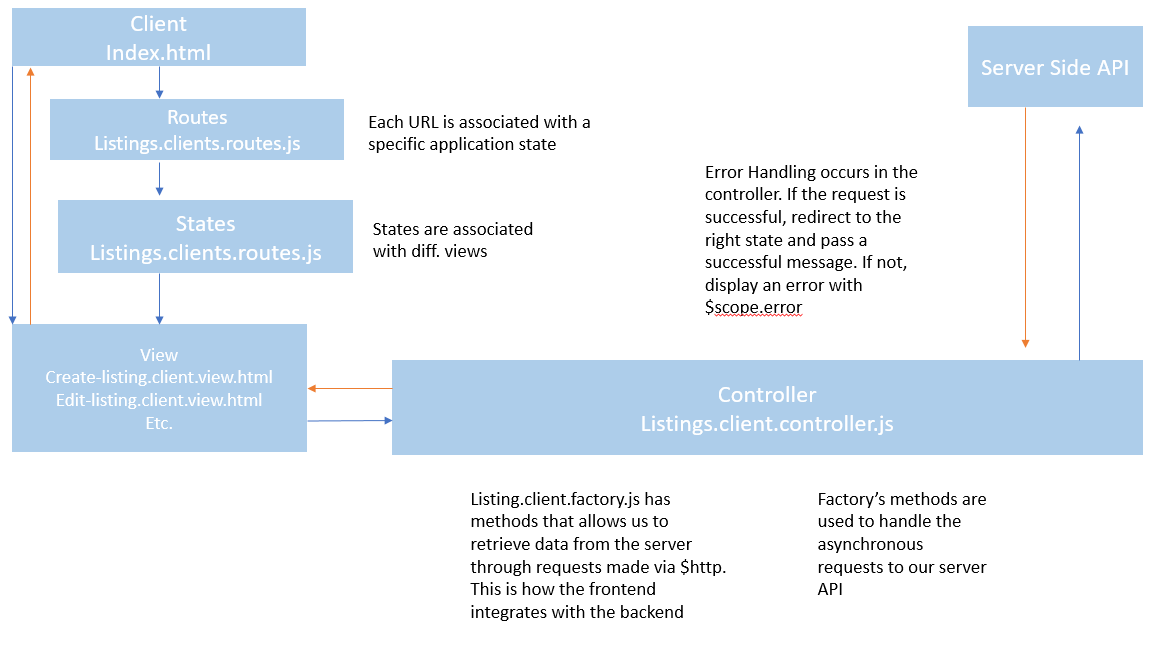 Client
Index.html
Server Side API
Routes
Listings.clients.routes.js
Each URL is associated with a
specific application state
States
Listings.clients.routes.js
States are associated
with diff. views
Error Handling occurs in the
controller. If the request is
successful, redirect to the
right state and pass a
successful message. If not,
display an error with
$scope.error
View
Create-listing.client.view.html
Edit-listing.client.view.html
Etc.
Controller
Listings.client.controller.js
Listing.client.factory.js has
methods that allows us to
retrieve data from the server
through requests made via $http.
This is how the frontend
integrates with the backend
Factory’s methods are
used to handle the
asynchronous
requests to our server
API